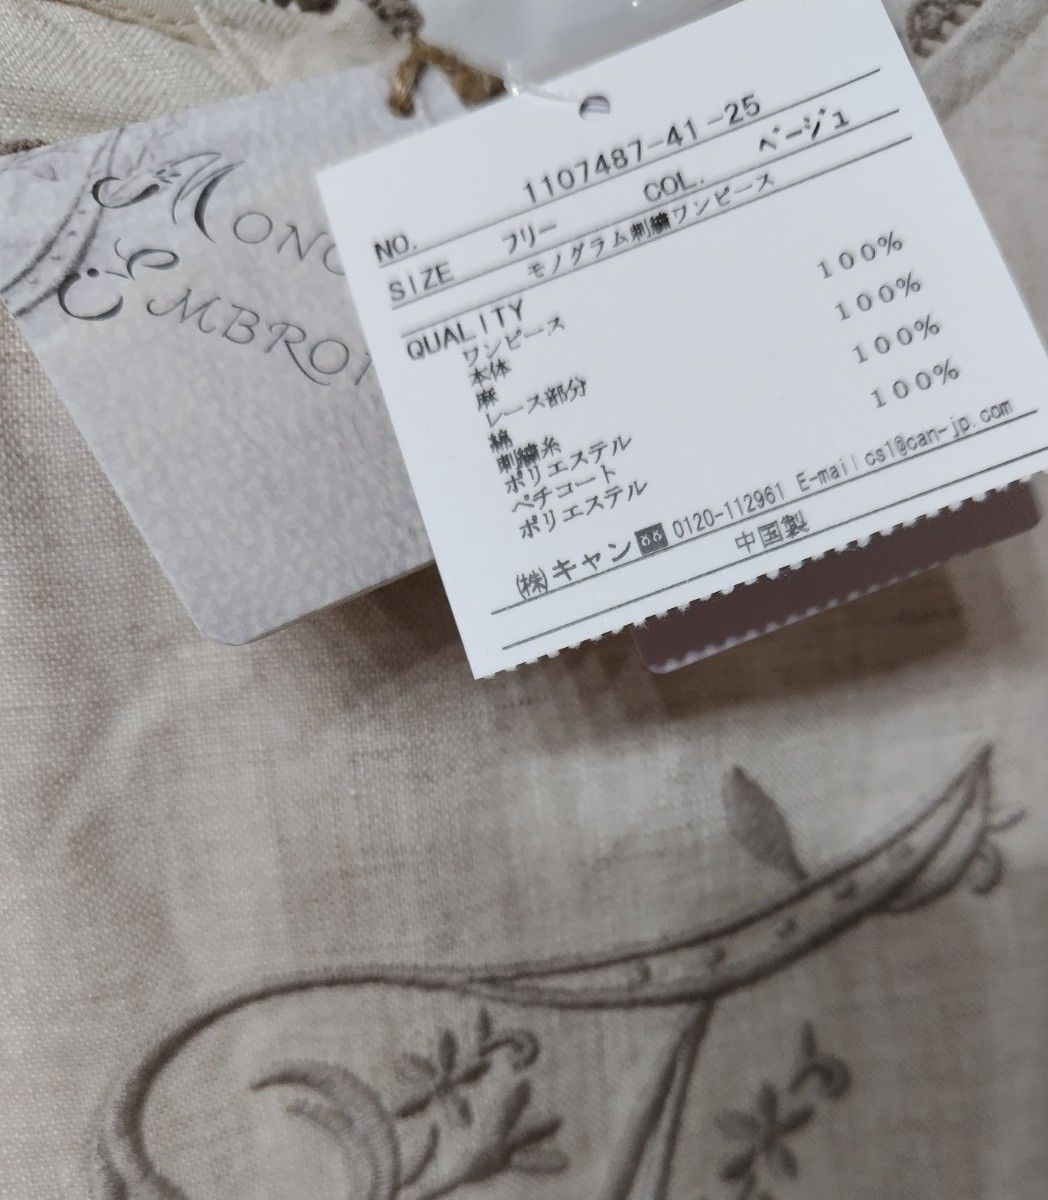 MONO
EMBROI
NO. 1107487-41-25
SIZE フリー COL. ベージュ
モノグラム刺繍ワンピース
QUALITY
ワンピース
本体
麻 100%
レース部分
綿 100%
刺繍糸
ポリエステル 100%
ペチコート
ポリエステル 100%
(株)キャン 0120-112961 E-mail cs1@can-jp.com
中国製